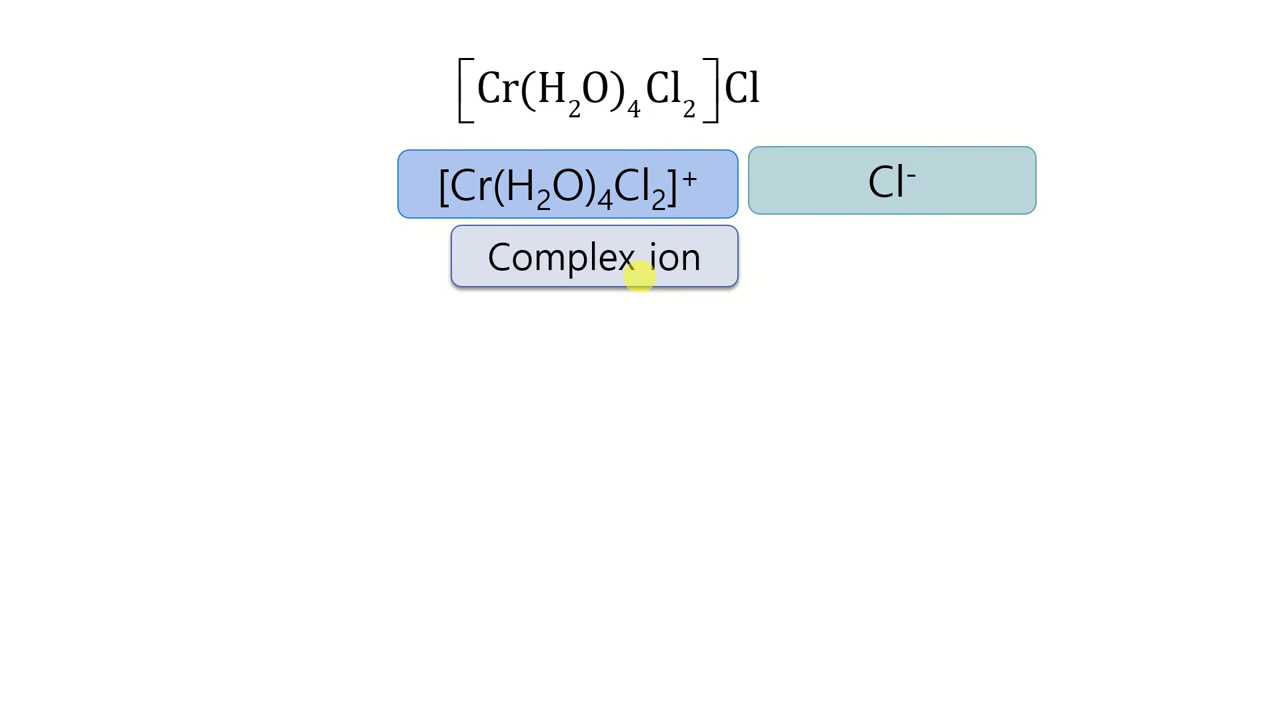 [Cr(H₂O)₄Cl₂]Cl
[Cr(H₂O)₄Cl₂]⁺ Cl⁻
Complex ion